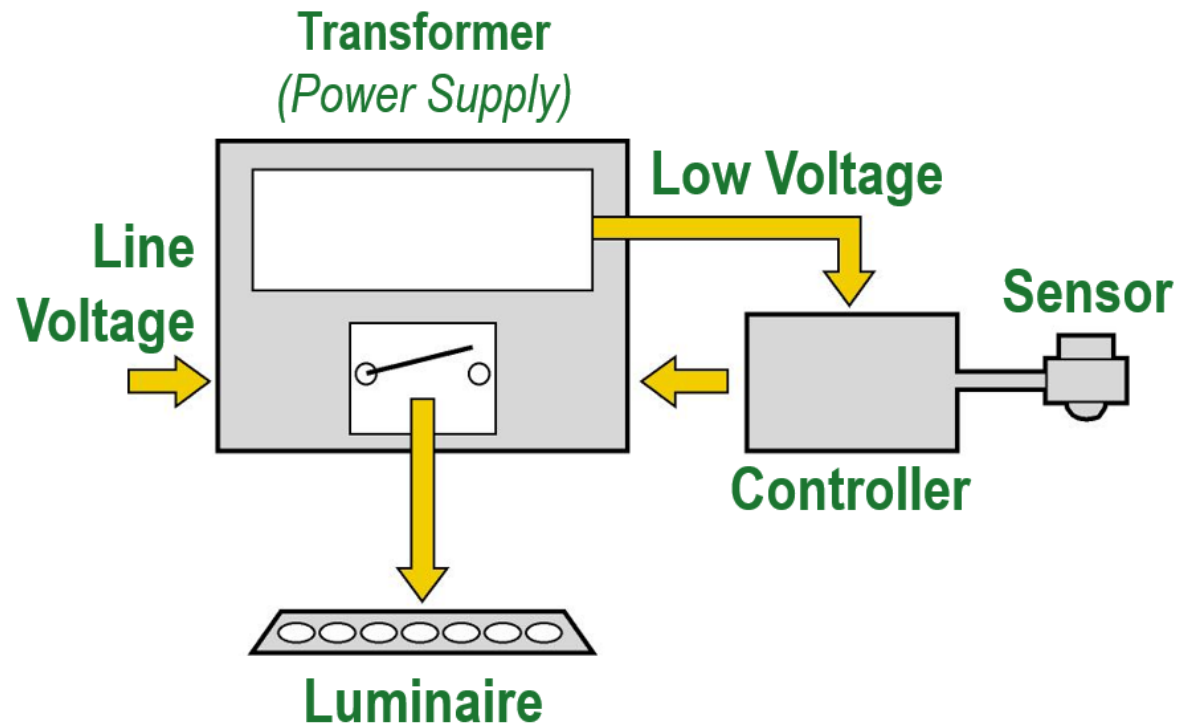 Transformer
(Power Supply)
Low Voltage
Line
Voltage
Sensor
Controller
Luminaire